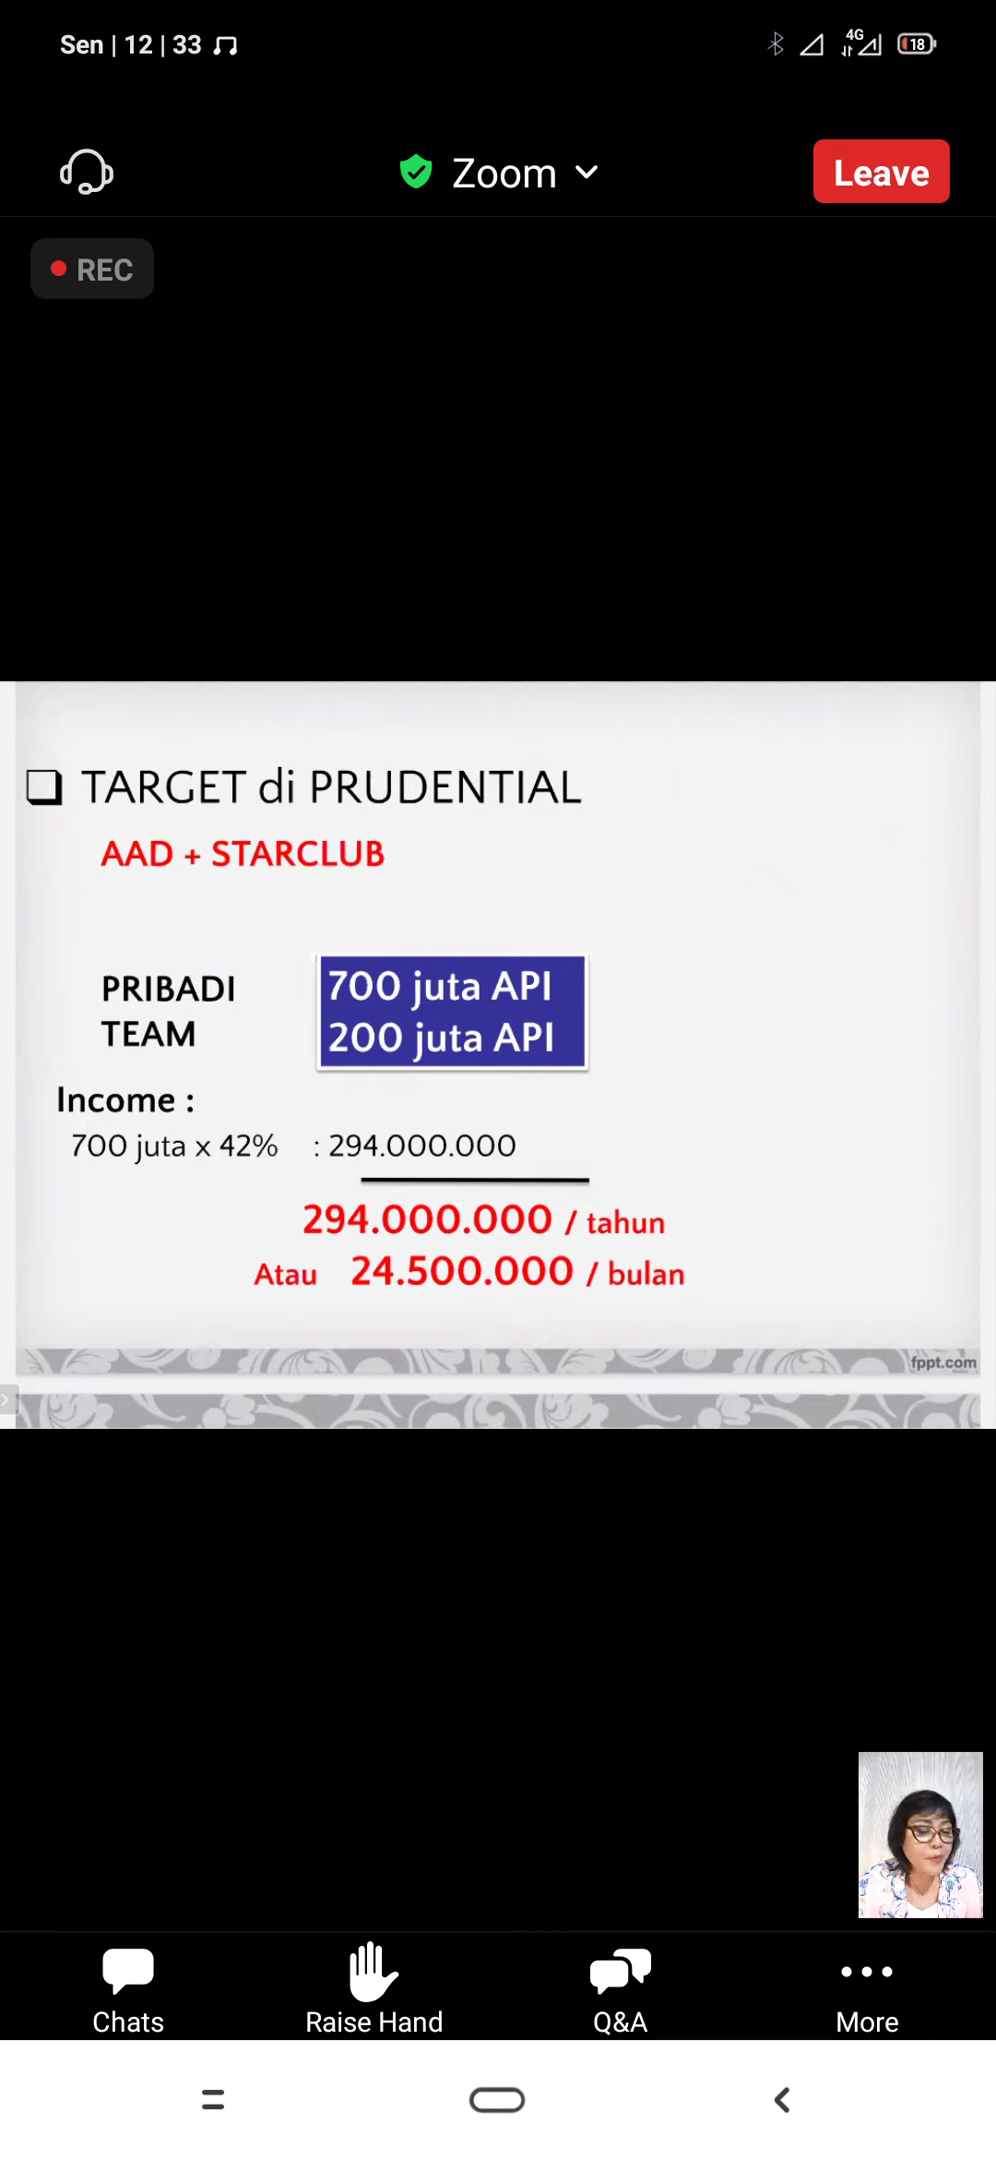 Sen | 12 | 33
4G
18
Zoom
Leave
REC
TARGET di PRUDENTIAL
AAD + STARCLUB
PRIBADI 700 juta API
TEAM 200 juta API
Income :
700 juta x 42% : 294.000.000
294.000.000 / tahun
Atau 24.500.000 / bulan
fppt.com
Chats
Raise Hand
Q&A
More